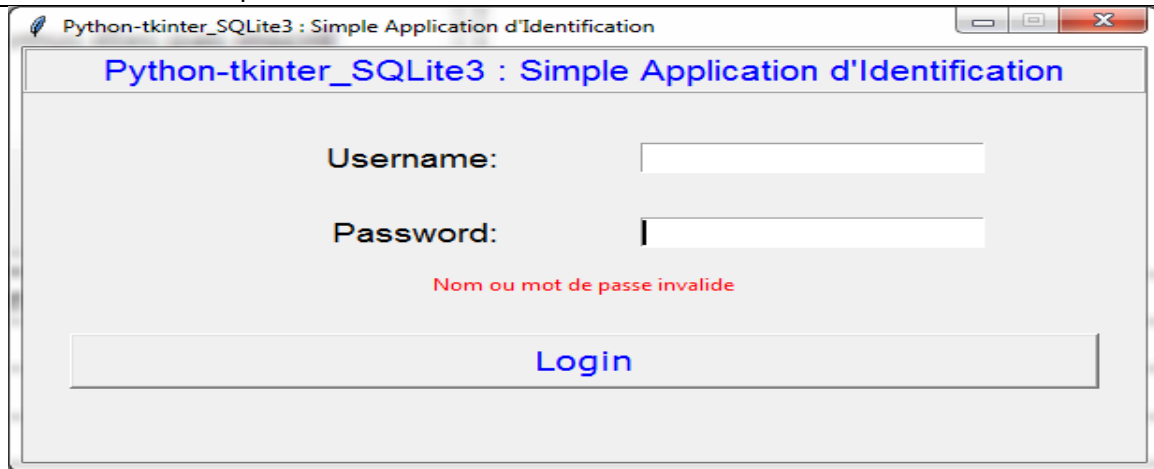 Python-tkinter_SQLite3 : Simple Application d'Identification
Python-tkinter_SQLite3 : Simple Application d'Identification
Username:
Password:
Nom ou mot de passe invalide
Login